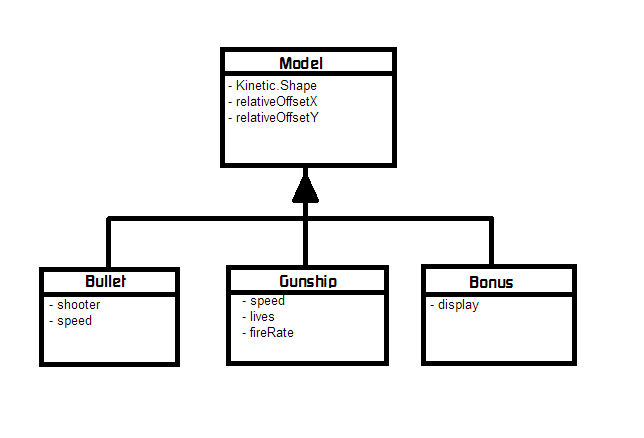 Model
- Kinetic.Shape
- relativeOffsetX
- relativeOffsetY
Bullet
- shooter
- speed
Gunship
- speed
- lives
- fireRate
Bonus
- display